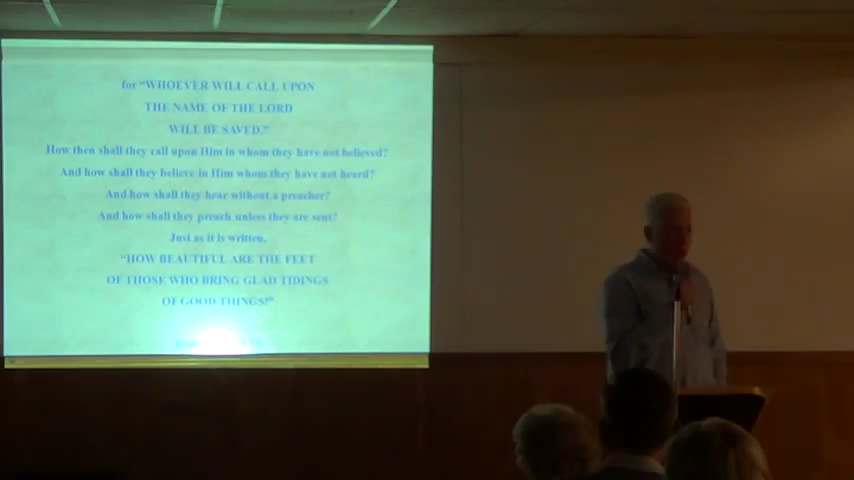 for “WHOEVER WILL CALL UPON
THE NAME OF THE LORD
WILL BE SAVED.”
How then shall they call upon Him in whom they have not believed?
And how shall they believe in Him whom they have not heard?
And how shall they hear without a preacher?
And how shall they preach unless they are sent?
Just as it is written,
“HOW BEAUTIFUL ARE THE FEET
OF THOSE WHO BRING GLAD TIDINGS
OF GOOD THINGS!”